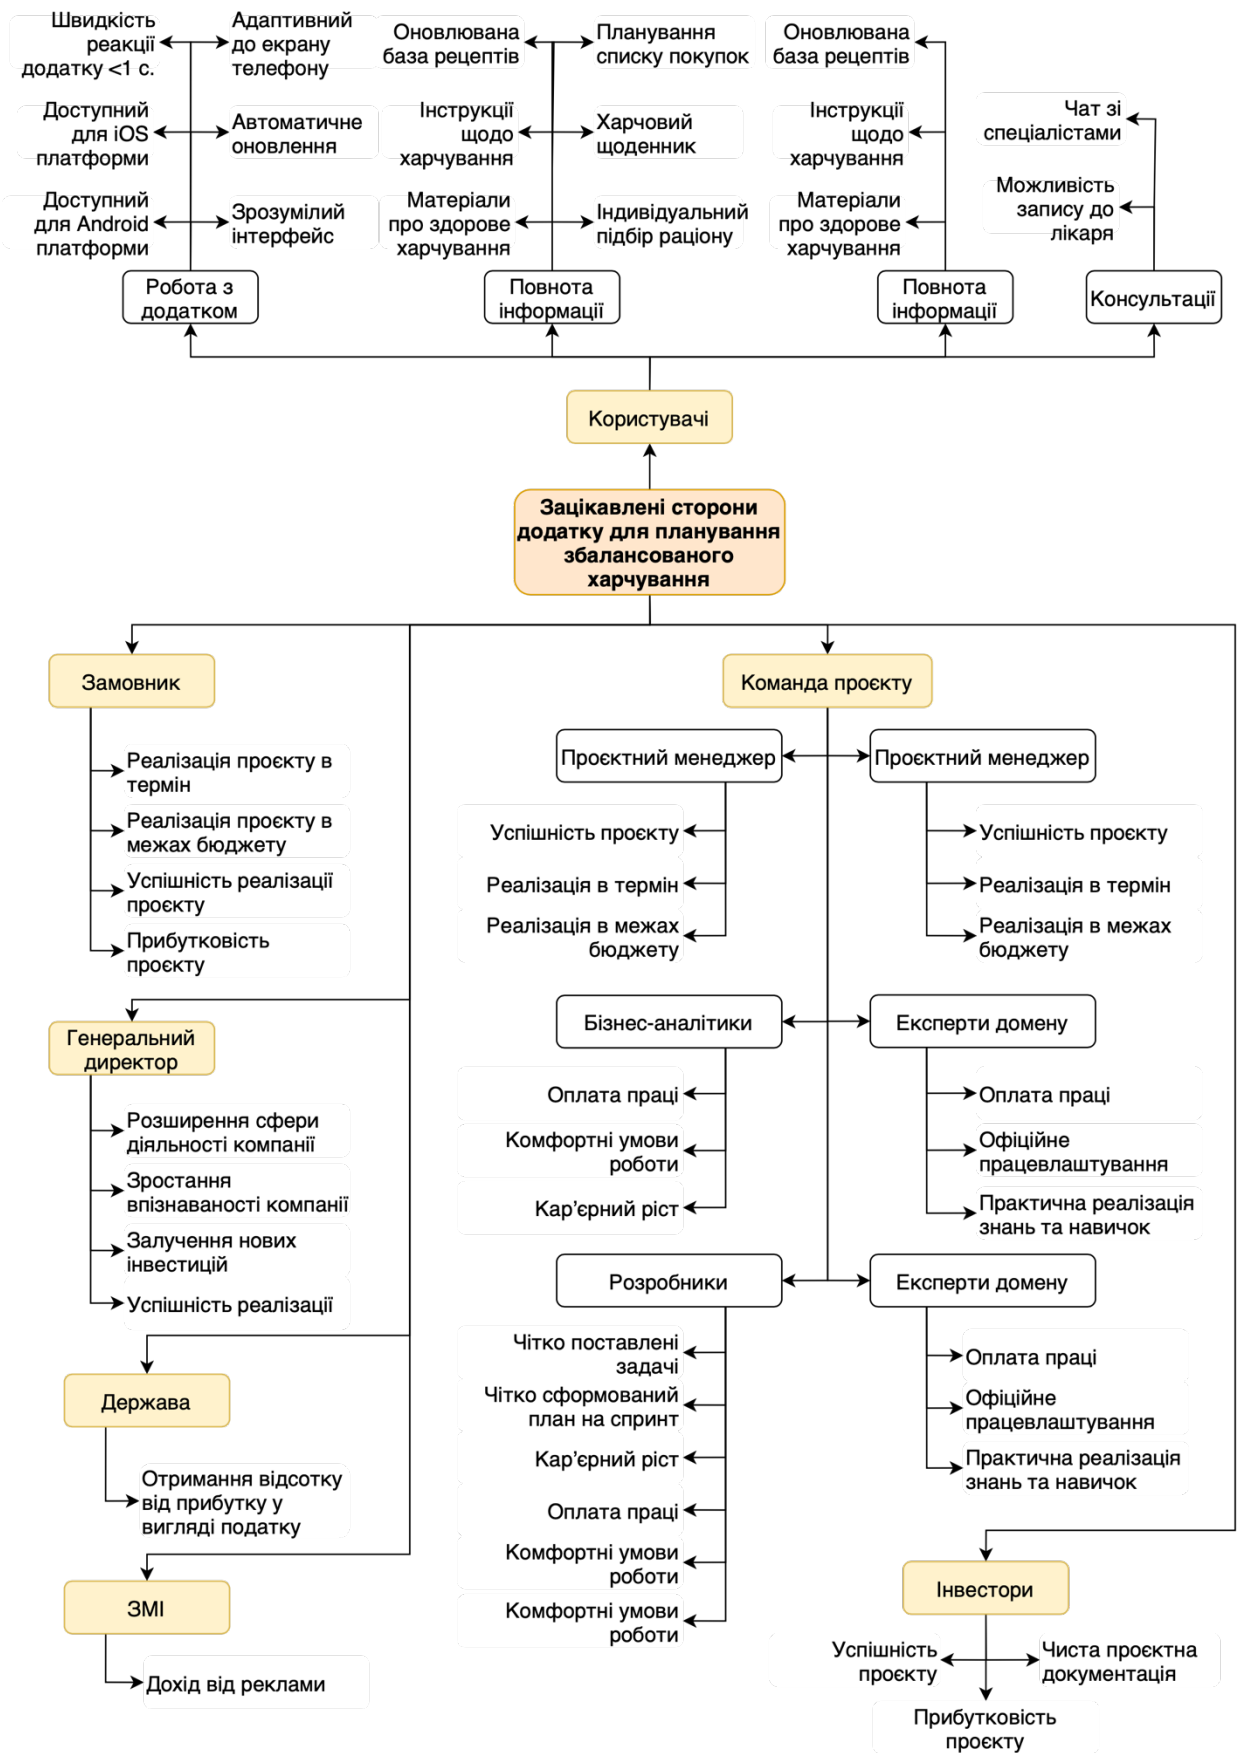 Швидкість
реакції
додатку <1 с.
Адаптивний
до екрану
телефону
Доступний
для iOS
платформи
Автоматичне
оновлення
Доступний
для Android
платформи
Зрозумілий
інтерфейс
Робота з
додатком
Оновлювана
база рецептів
Планування
списку покупок
Інструкції
щодо
харчування
Харчовий
щоденник
Матеріали
про здорове
харчування
Індивідуальний
підбір раціону
Повнота
інформації
Оновлювана
база рецептів
Інструкції
щодо
харчування
Матеріали
про здорове
харчування
Повнота
інформації
Чат зі
спеціалістами
Можливість
запису до
лікаря
Консультації
Користувачі
Зацікавлені сторони
додатку для планування
збалансованого
харчування
Замовник
Реалізація проєкту в
термін
Реалізація проєкту в
межах бюджету
Успішність реалізації
проєкту
Прибутковість
проєкту
Генеральний
директор
Розширення сфери
діяльності компанії
Зростання
впізнаваності компанії
Залучення нових
інвестицій
Успішність реалізації
Держава
Отримання відсотку
від прибутку у
вигляді податку
ЗМІ
Дохід від реклами
Команда проєкту
Проєктний менеджер
Успішність проєкту
Реалізація в термін
Реалізація в межах
бюджету
Проєктний менеджер
Успішність проєкту
Реалізація в термін
Реалізація в межах
бюджету
Бізнес-аналітики
Оплата праці
Комфортні умови
роботи
Кар’єрний ріст
Експерти домену
Оплата праці
Офіційне
працевлаштування
Практична реалізація
знань та навичок
Розробники
Чітко поставлені
задачі
Чітко сформований
план на спринт
Кар’єрний ріст
Оплата праці
Комфортні умови
роботи
Комфортні умови
роботи
Експерти домену
Оплата праці
Офіційне
працевлаштування
Практична реалізація
знань та навичок
Інвестори
Успішність
проєкту
Чиста проєктна
документація
Прибутковість
проєкту